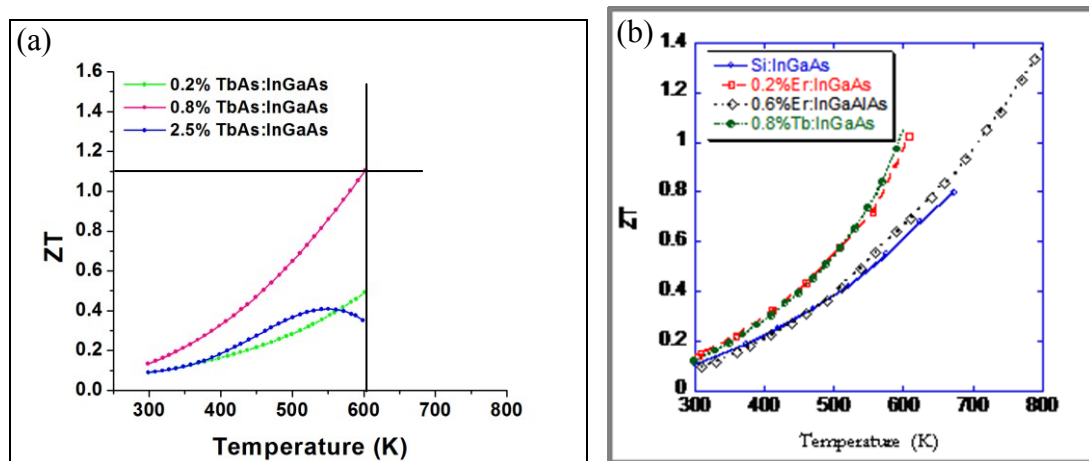 (a)
1.6
1.4
0.2% TbAs:InGaAs
0.8% TbAs:InGaAs
1.2
2.5% TbAs:InGaAs
1.1
1.0
0.8
ZT
0.6
0.4
0.2
0.0
300 400 500 600 700 800
Temperature (K)
(b)
1.4
Si:InGaAs
0.2%Er:InGaAs
1.2
0.6%Er:InGaAlAs
0.8%Tb:InGaAs
1
0.8
ZT
0.6
0.4
0.2
0
300 400 500 600 700 800
Temperature (K)